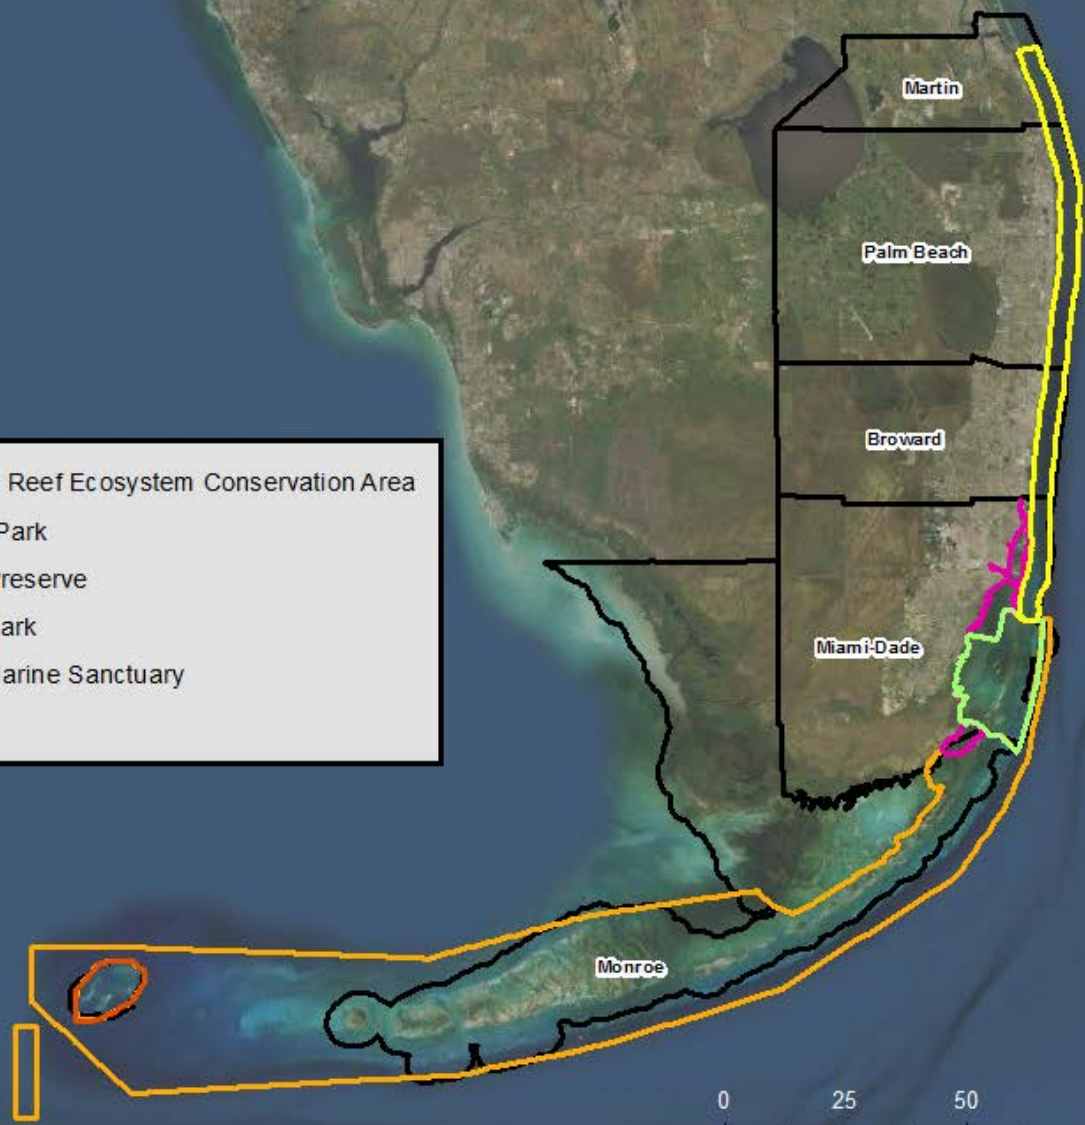 Martin
Palm Beach
Broward
Reef Ecosystem Conservation Area
Park
reserve
ark
arine Sanctuary
Miami-Dade
Monroe
0 25 50